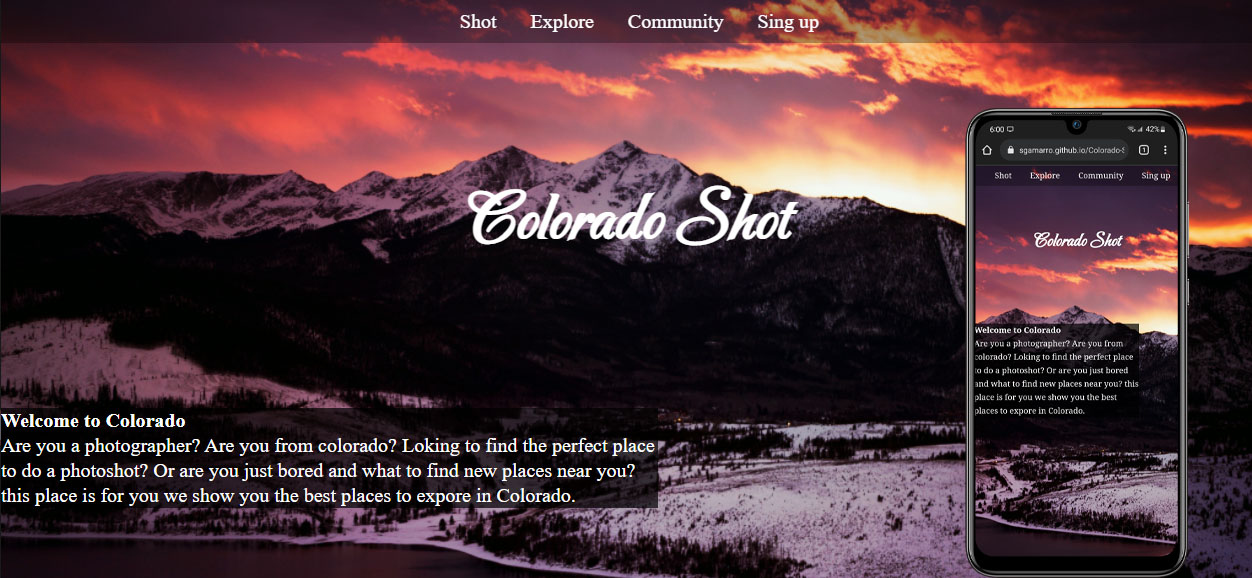 Shot Explore Community Sing up
Colorado Shot
Welcome to Colorado
Are you a photographer? Are you from colorado? Loking to find the perfect place
to do a photoshot? Or are you just bored and what to find new places near you?
this place is for you we show you the best places to expore in Colorado.
6:00 42%
sgamarro.github.io/Colorado-S 1
Shot Explore Community Sing up
Colorado Shot
Welcome to Colorado
Are you a photographer? Are you from
colorado? Loking to find the perfect place
to do a photoshot? Or are you just bored
and what to find new places near you? this
place is for you we show you the best
places to expore in Colorado.